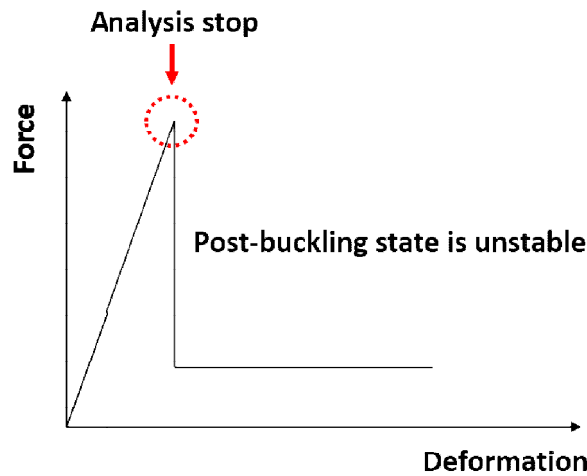 Analysis stop
Force
Post-buckling state is unstable
Deformation